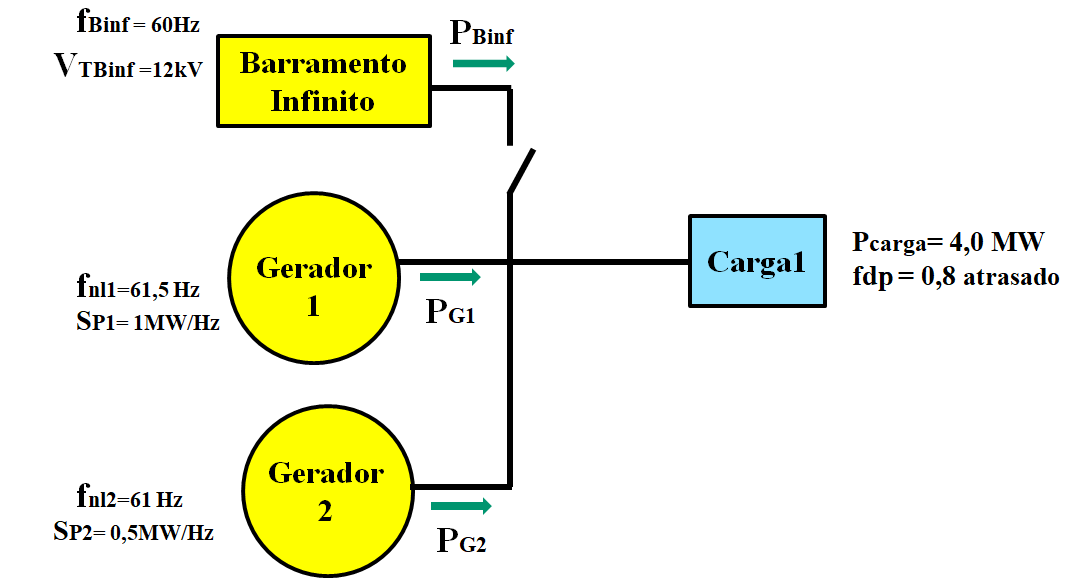 fBinf = 60Hz
VTBinf =12kV
Barramento
Infinito
PBinf
Gerador
1
fnl1=61,5 Hz
SP1= 1MW/Hz
PG1
Carga1
Pcarga= 4,0 MW
fdp = 0,8 atrasado
Gerador
2
fnl2=61 Hz
SP2= 0,5MW/Hz
PG2